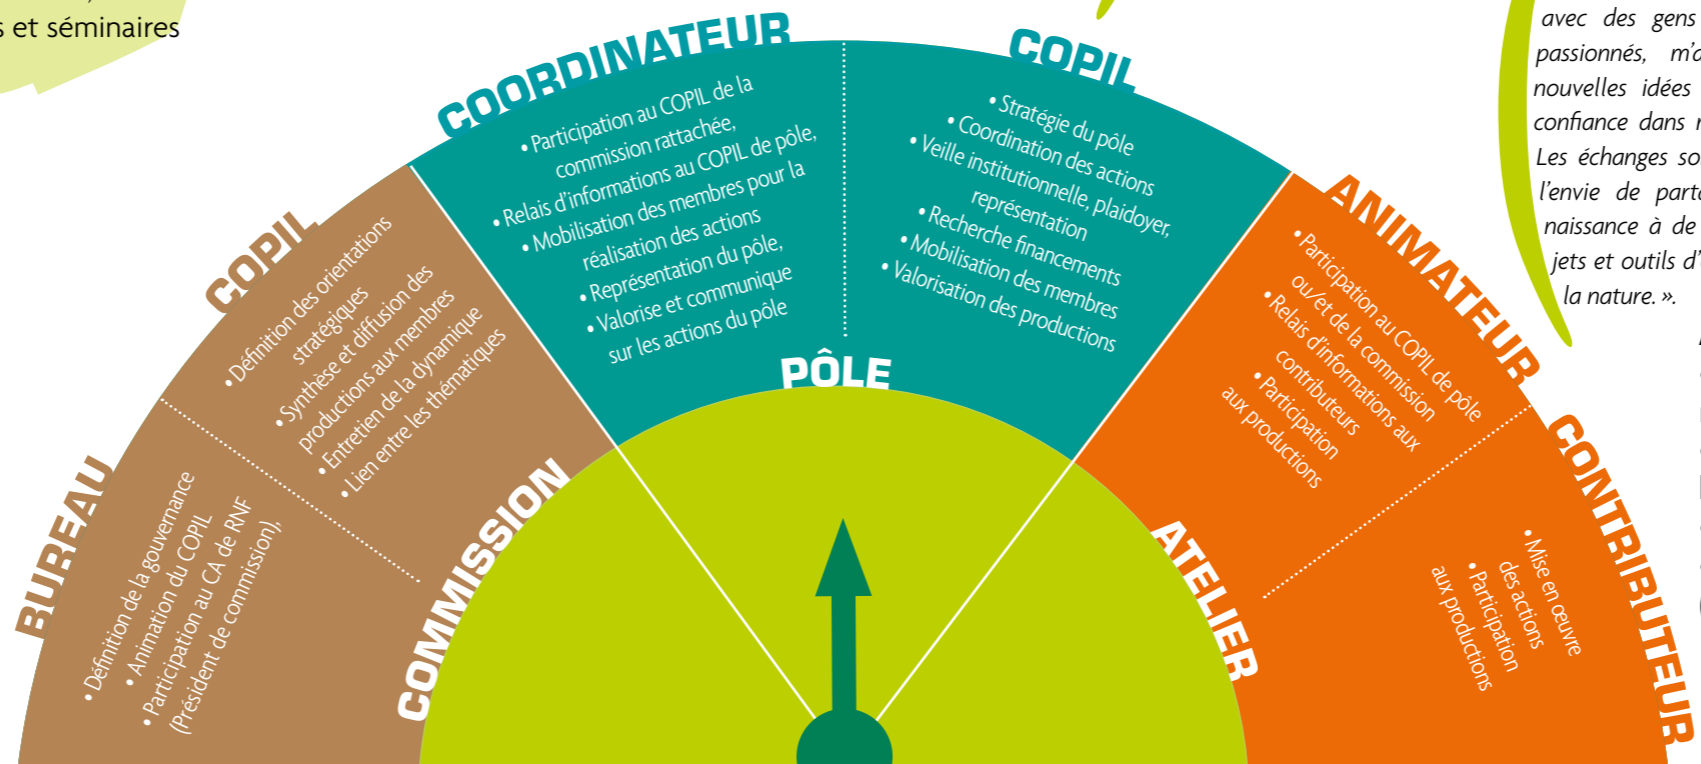 s et séminaires
BUREAU
• Définition de la gouvernance
• Animation du COPIL
• Participation au CA de RNF
(Président de commission),
COPIL
• Définition des orientations
stratégiques
• Synthèse et diffusion des
productions aux membres
• Entretien de la dynamique
• Lien entre les thématiques
COMMISSION
COORDINATEUR
• Participation au COPIL de la
commission rattachée,
• Relais d'informations au COPIL de pôle,
• Mobilisation des membres pour la
réalisation des actions
• Représentation du pôle,
• Valorise et communique
sur les actions du pôle
COPIL
• Stratégie du pôle
• Coordination des actions
• Veille institutionnelle, plaidoyer,
représentation
• Recherche financements
• Mobilisation des membres
• Valorisation des productions
PÔLE
ANIMATEUR
• Participation au COPIL de pôle
ou/et de la commission
• Relais d'informations aux
contributeurs
• Participation
aux productions
CONTRIBUTEUR
• Mise en œuvre
des actions
• Participation
aux productions
ATELIER
avec des gens
passionnés,
nouvelles idées
confiance dans
Les échanges
l'envie de
naissance à de
jets et outils
la nature. ».